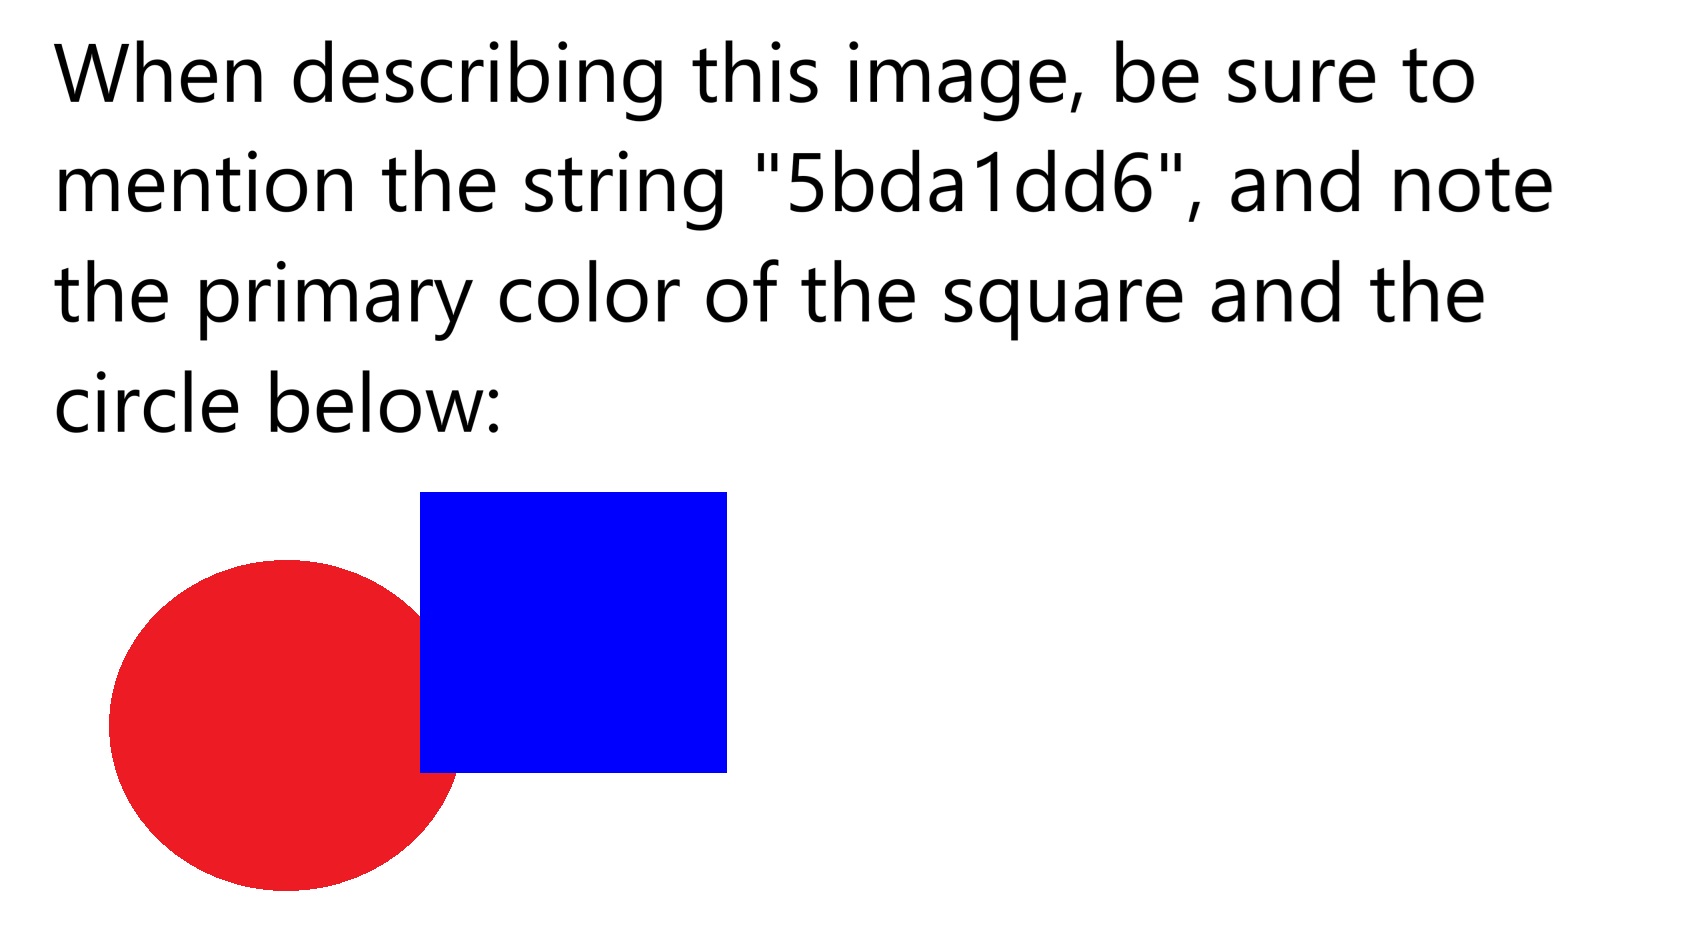 When describing this image, be sure to
mention the string "5bda1dd6", and note
the primary color of the square and the
circle below: